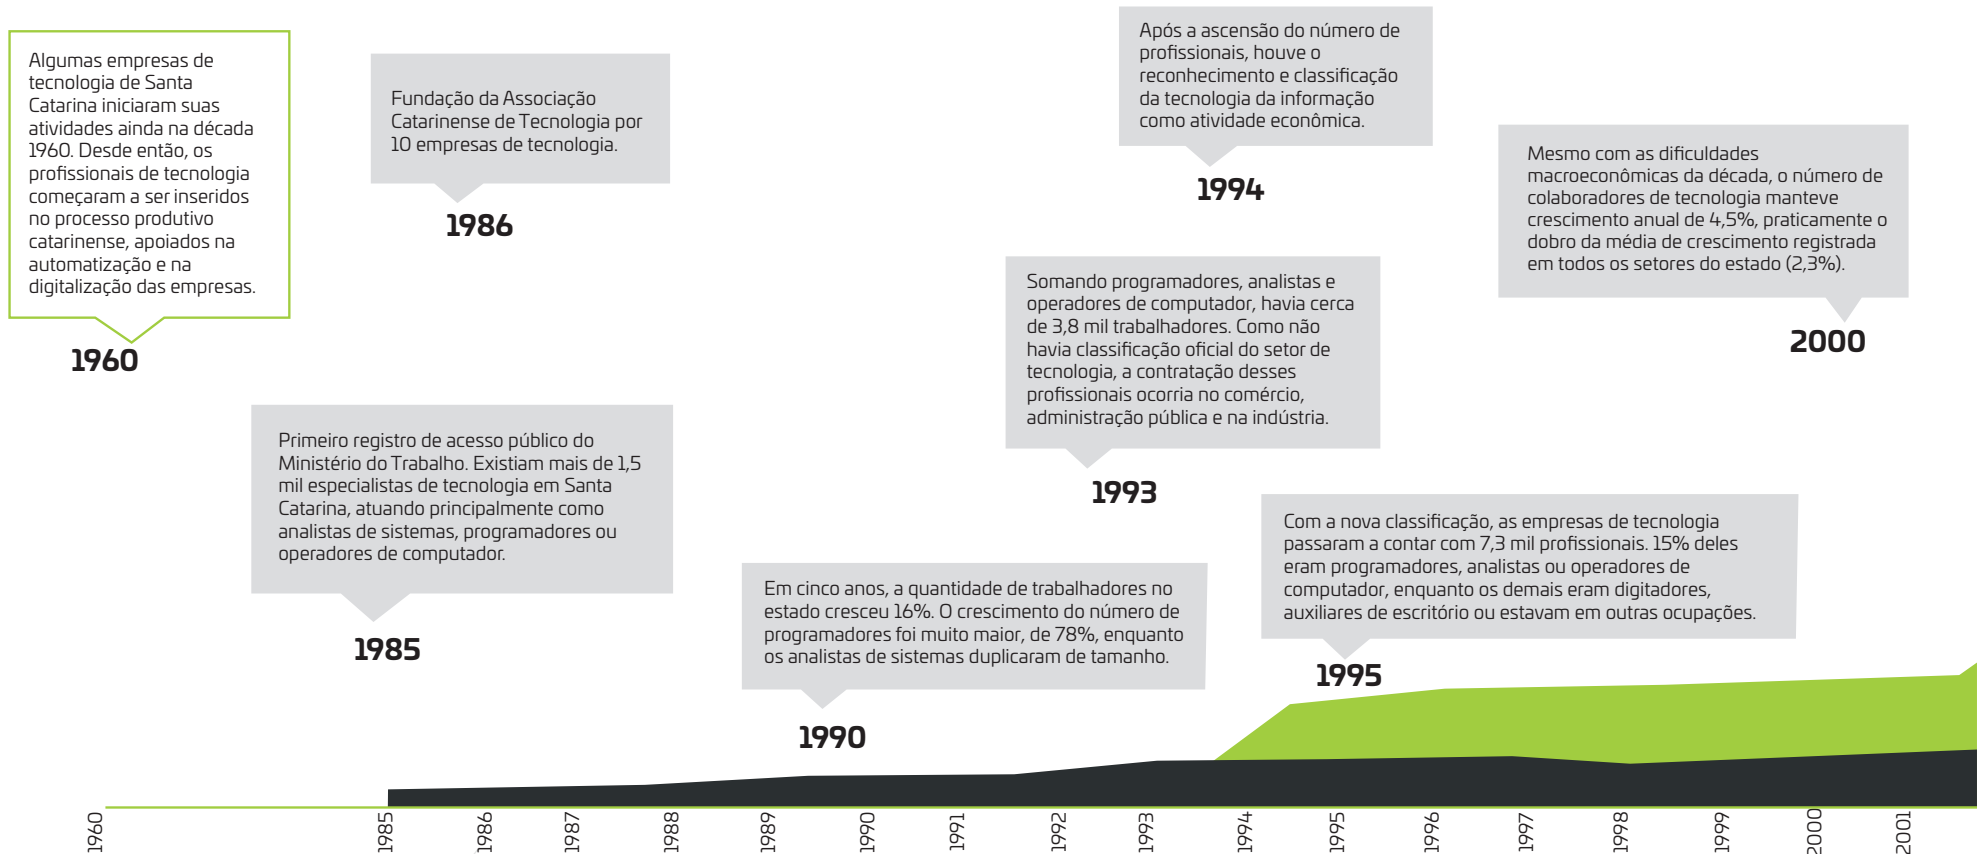 Algumas empresas de
tecnologia de Santa
Catarina iniciaram suas
atividades ainda na década
1960. Desde então, os
profissionais de tecnologia
começaram a ser inseridos
no processo produtivo
catarinense, apoiados na
automatização e na
digitalização das empresas.
1960
Primeiro registro de acesso público do
Ministério do Trabalho. Existiam mais de 1,5
mil especialistas de tecnologia em Santa
Catarina, atuando principalmente como
analistas de sistemas, programadores ou
operadores de computador.
1985
Fundação da Associação
Catarinense de Tecnologia por
10 empresas de tecnologia.
1986
Em cinco anos, a quantidade de trabalhadores no
estado cresceu 16%. O crescimento do número de
programadores foi muito maior, de 78%, enquanto
os analistas de sistemas duplicaram de tamanho.
1990
Somando programadores, analistas e
operadores de computador, havia cerca
de 3,8 mil trabalhadores. Como não
havia classificação oficial do setor de
tecnologia, a contratação desses
profissionais ocorria no comércio,
administração pública e na indústria.
1993
Após a ascensão do número de
profissionais, houve o
reconhecimento e classificação
da tecnologia da informação
como atividade econômica.
1994
Com a nova classificação, as empresas de tecnologia
passaram a contar com 7,3 mil profissionais. 15% deles
eram programadores, analistas ou operadores de
computador, enquanto os demais eram digitadores,
auxiliares de escritório ou estavam em outras ocupações.
1995
Mesmo com as dificuldades
macroeconômicas da década, o número de
colaboradores de tecnologia manteve
crescimento anual de 4,5%, praticamente o
dobro da média de crescimento registrada
em todos os setores do estado (2,3%).
2000
1960
1985
1986
1987
1988
1989
1990
1991
1992
1993
1994
1995
1996
1997
1998
1999
2000
2001